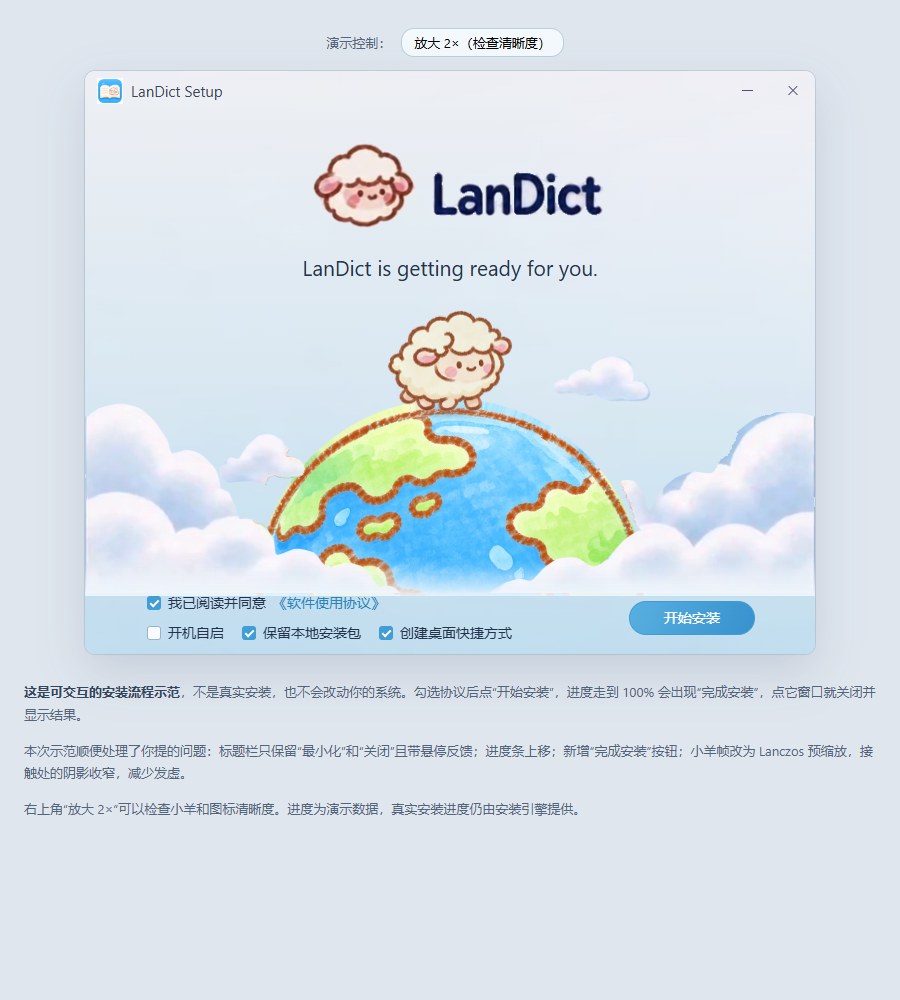 演示控制：
放大 2×（检查清晰度）
LanDict Setup
LanDict
LanDict is getting ready for you.
我已阅读并同意 《软件使用协议》
开机自启 保留本地安装包 创建桌面快捷方式
开始安装
这是可交互的安装流程示范，不是真实安装，也不会改动你的系统。勾选协议后点“开始安装”，进度走到 100% 会出现“完成安装”，点它窗口就关闭并
显示结果。
本次示范顺便处理了你提的问题：标题栏只保留“最小化”和“关闭”且带悬停反馈；进度条上移；新增“完成安装”按钮；小羊帧改为 Lanczos 预缩放，接
触处的阴影收窄，减少发虚。
右上角“放大 2×”可以检查小羊和图标清晰度。进度为演示数据，真实安装进度仍由安装引擎提供。